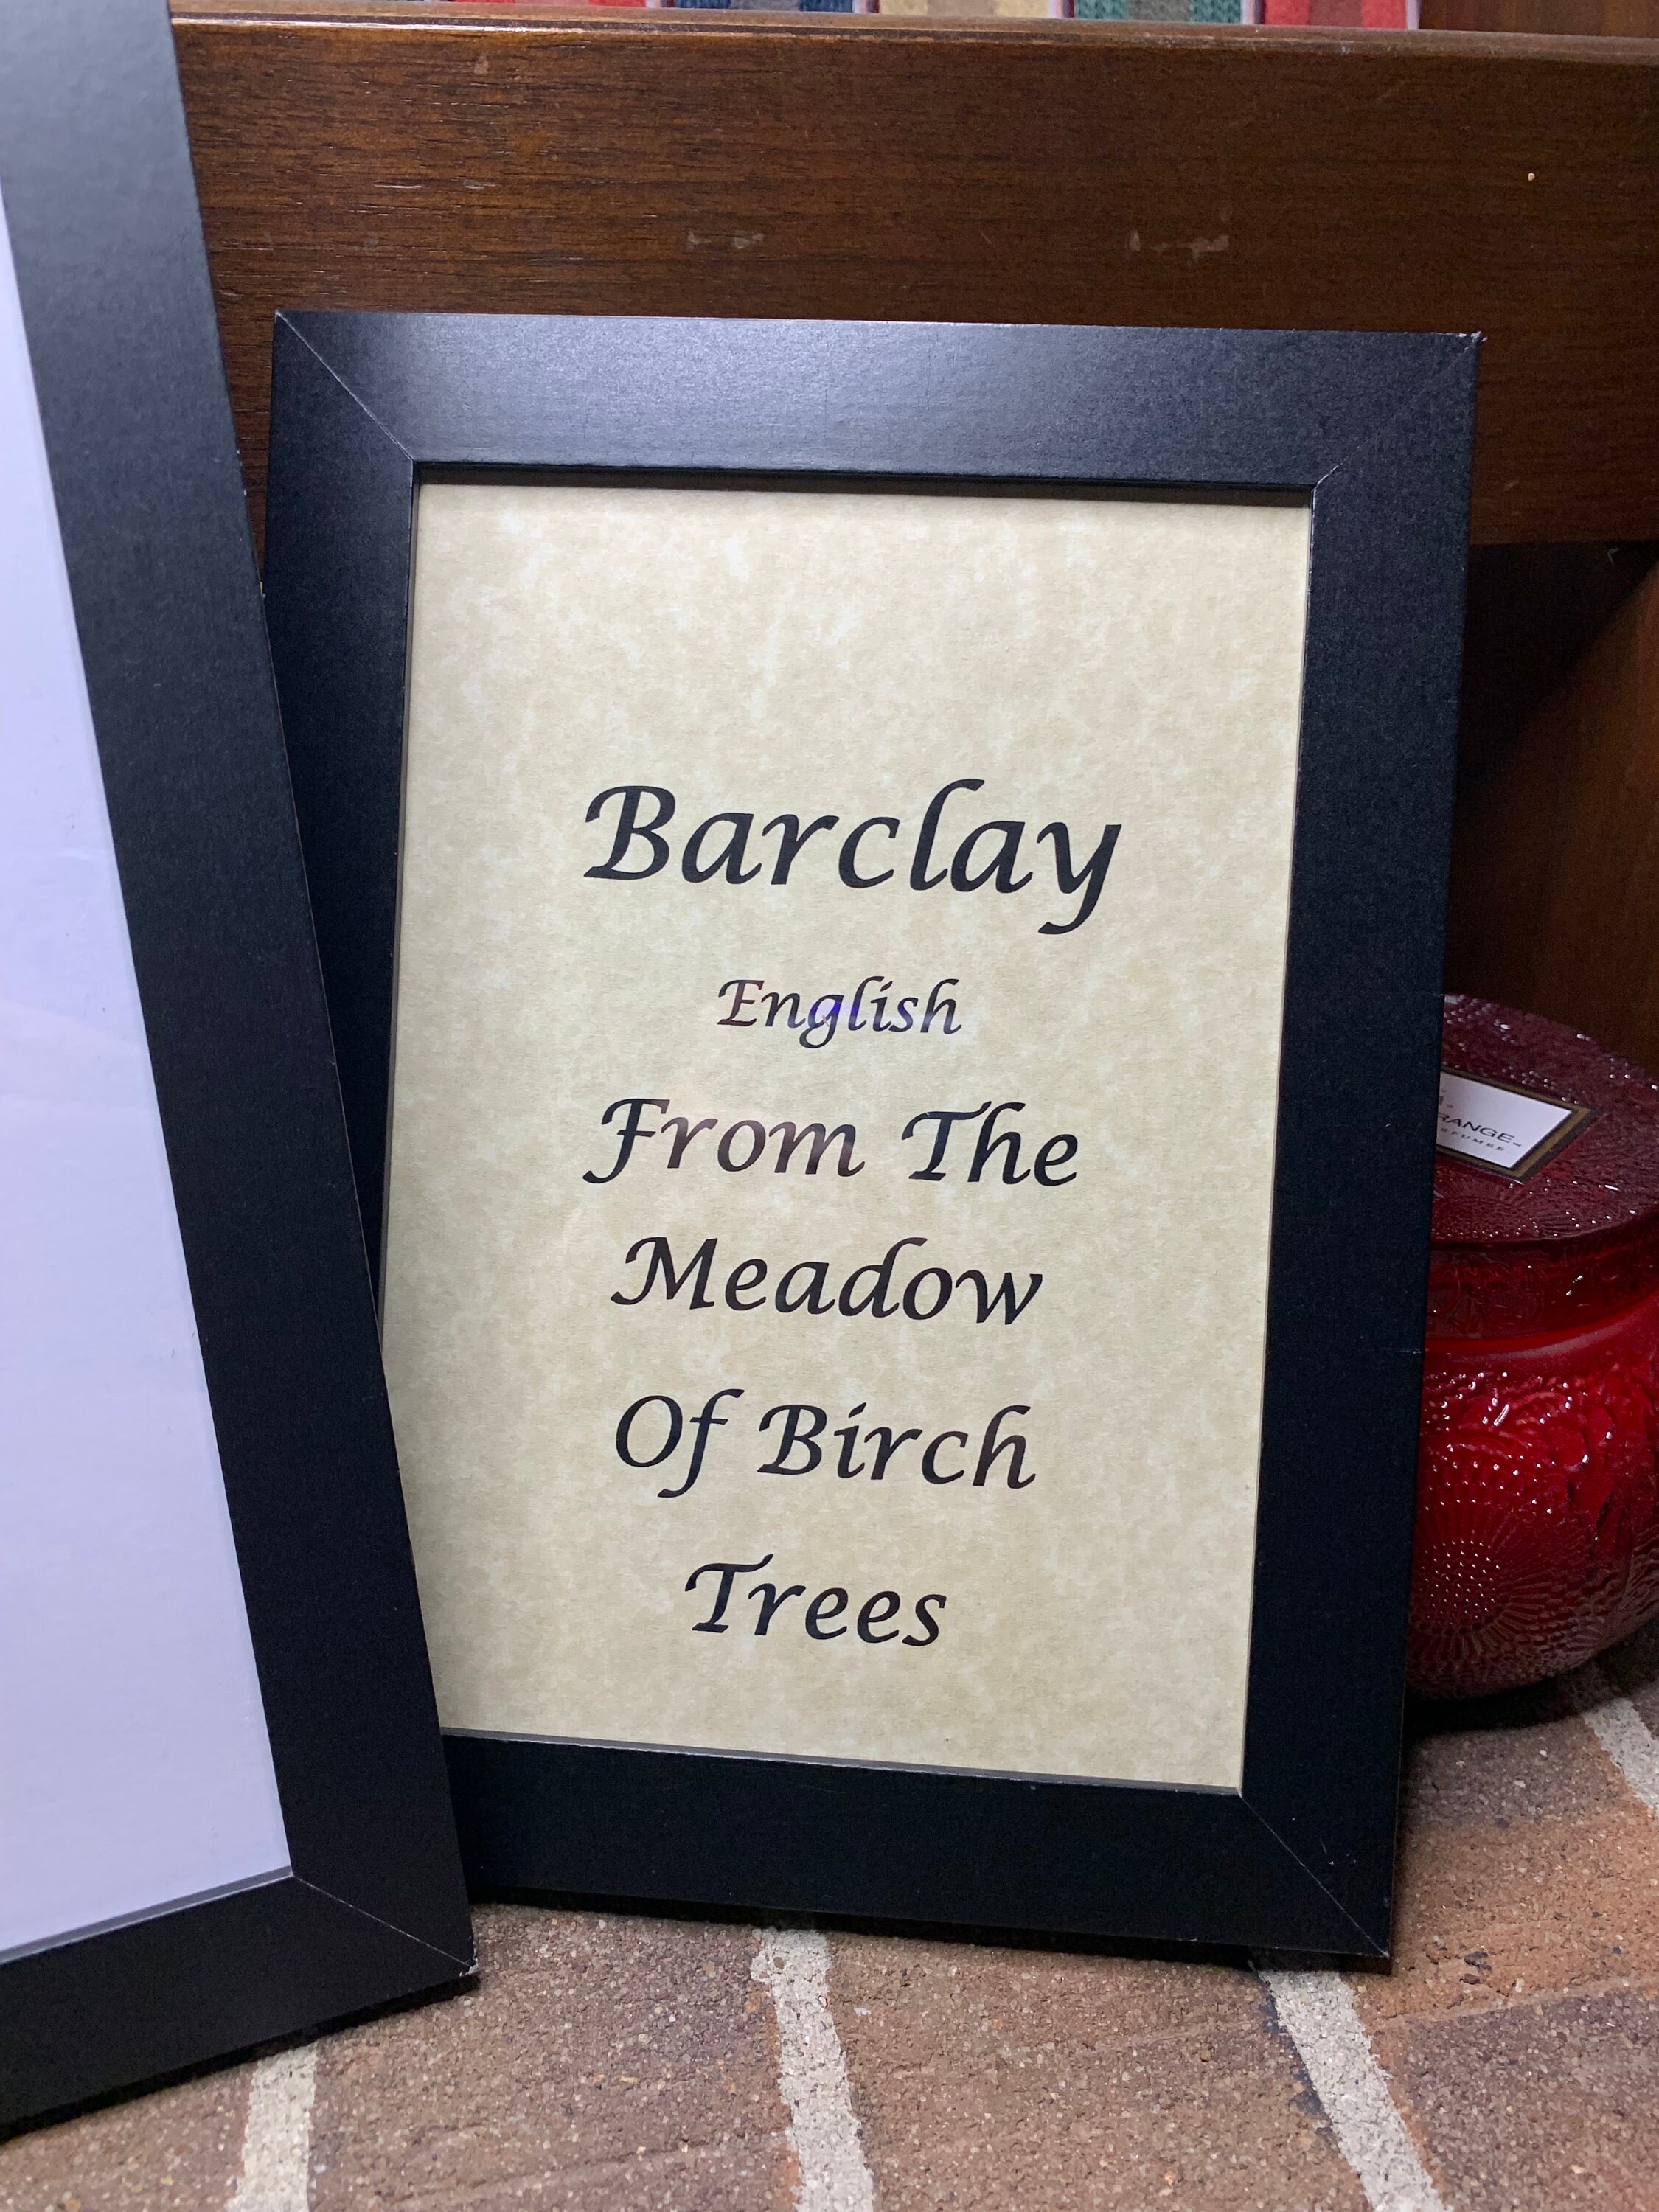 Barclay
English
From The
Meadow
Of Birch
Trees